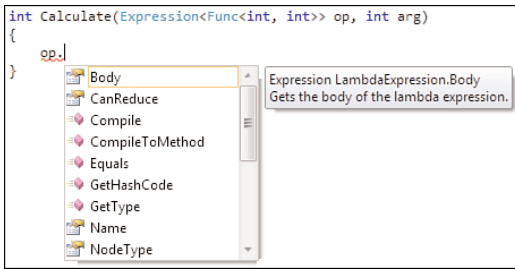 int Calculate(Expression<Func<int, int>> op, int arg)
{
op.
}
Body
CanReduce
Compile
CompileToMethod
Equals
GetHashCode
GetType
Name
NodeType
Expression LambdaExpression.Body
Gets the body of the lambda expression.